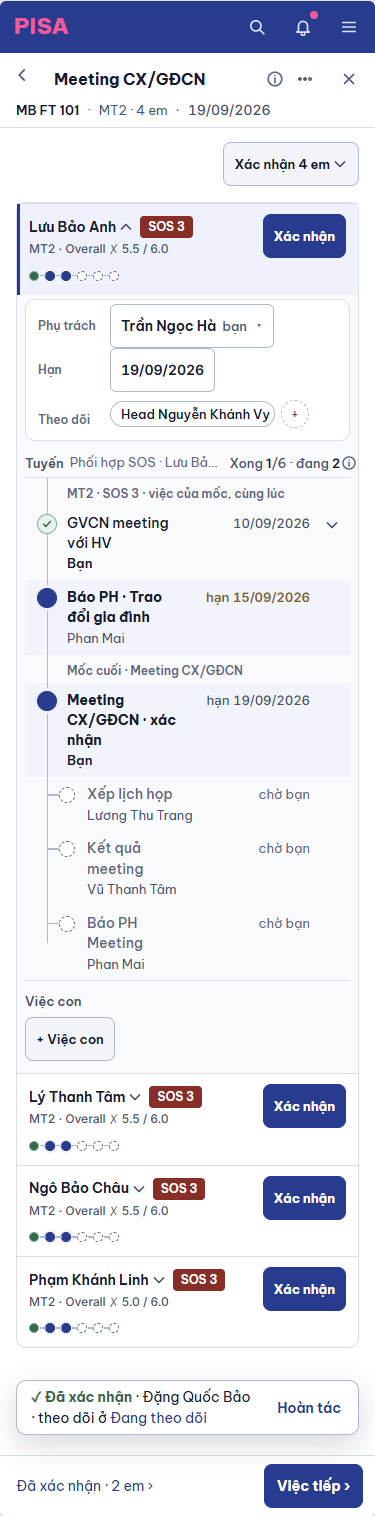 PISA
Meeting CX/GĐCN
MB FT 101 · MT2 · 4 em · 19/09/2026
Xác nhận 4 em
Lưu Bảo Anh SOS 3
Xác nhận
MT2 · Overall ✗ 5.5 / 6.0
Phụ trách
Trần Ngọc Hà bạn
Hạn
19/09/2026
Theo dõi
Head Nguyễn Khánh Vy
+
Tuyến Phối hợp SOS · Lưu Bả… Xong 1/6 · đang 2
MT2 · SOS 3 · việc của mốc, cùng lúc
GVCN meeting 10/09/2026
với HV
Bạn
Báo PH · Trao hạn 15/09/2026
đổi gia đình
Phan Mai
Mốc cuối · Meeting CX/GĐCN
Meeting hạn 19/09/2026
CX/GĐCN · xác
nhận
Bạn
Xếp lịch họp chờ bạn
Lương Thu Trang
Kết quả chờ bạn
meeting
Vũ Thanh Tâm
Báo PH chờ bạn
Meeting
Phan Mai
Việc con
+ Việc con
Lý Thanh Tâm SOS 3
Xác nhận
MT2 · Overall ✗ 5.5 / 6.0
Ngô Bảo Châu SOS 3
Xác nhận
MT2 · Overall ✗ 5.5 / 6.0
Phạm Khánh Linh SOS 3
Xác nhận
MT2 · Overall ✗ 5.0 / 6.0
✓ Đã xác nhận · Đặng Quốc Bảo
· theo dõi ở Đang theo dõi
Hoàn tác
Đã xác nhận · 2 em ›
Việc tiếp ›